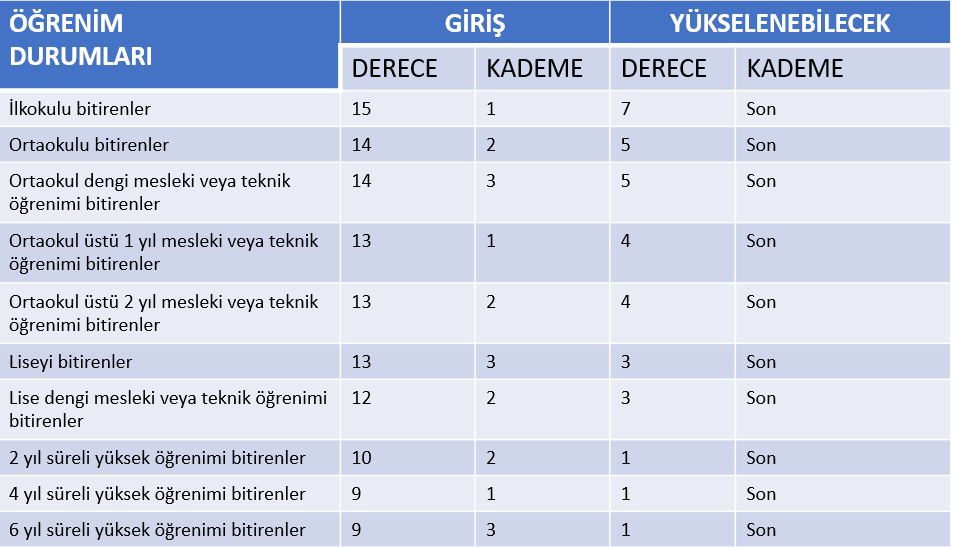 ÖĞRENİM DURUMLARI GİRİŞ YÜKSELENEBİLECEK
DERECE KADEME DERECE KADEME
İlkokulu bitirenler 15 1 7 Son
Ortaokulu bitirenler 14 2 5 Son
Ortaokul dengi mesleki veya teknik 14 3 5 Son
öğrenimi bitirenler
Ortaokul üstü 1 yıl mesleki veya teknik 13 1 4 Son
öğrenimi bitirenler
Ortaokul üstü 2 yıl mesleki veya teknik 13 2 4 Son
öğrenimi bitirenler
Liseyi bitirenler 13 3 3 Son
Lise dengi mesleki veya teknik öğrenimi 12 2 3 Son
bitirenler
2 yıl süreli yüksek öğrenimi bitirenler 10 2 1 Son
4 yıl süreli yüksek öğrenimi bitirenler 9 1 1 Son
6 yıl süreli yüksek öğrenimi bitirenler 9 3 1 Son